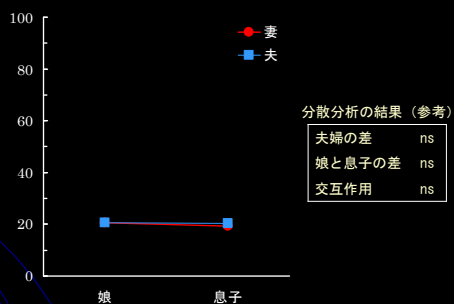 100
80
60
40
20
0
娘
息子
妻
夫
分散分析の結果（参考）
夫婦の差 ns
娘と息子の差 ns
交互作用 ns